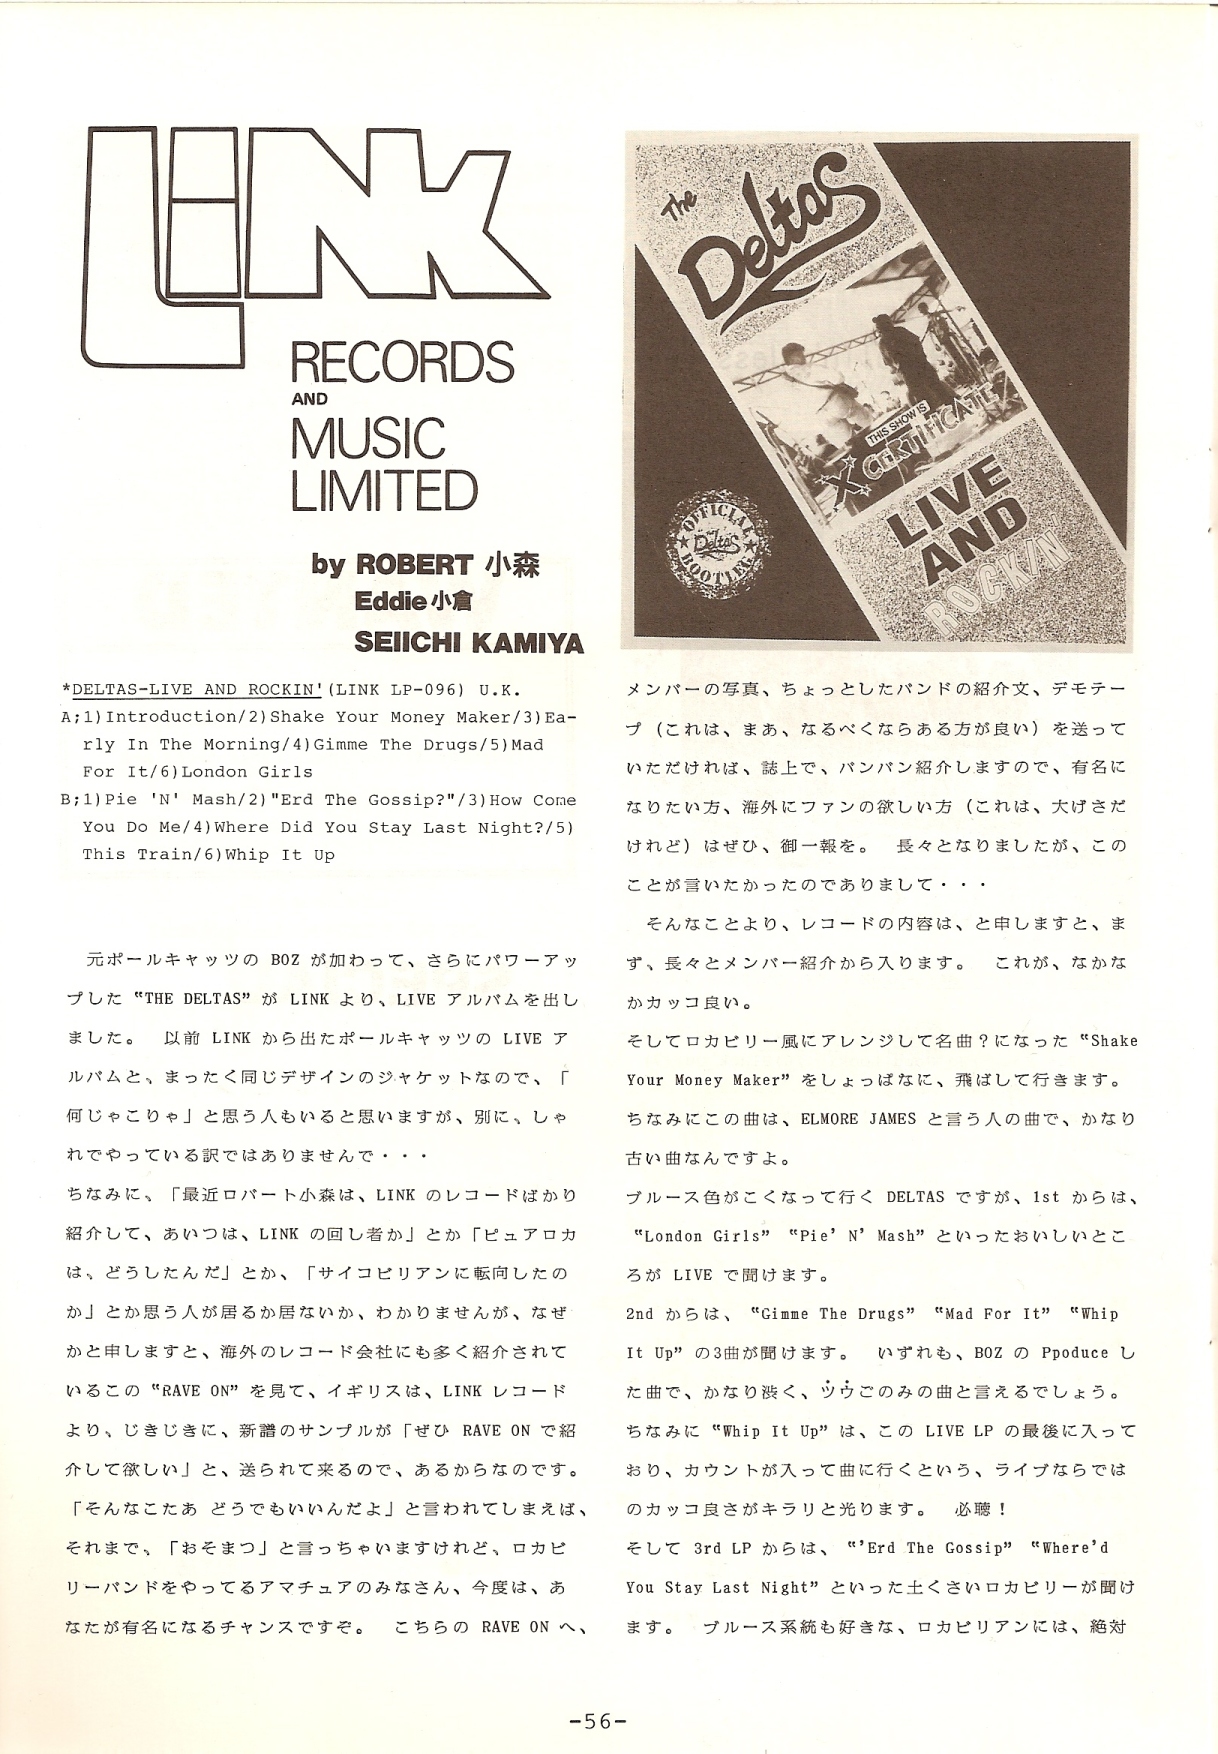 LiNK
RECORDS
AND
MUSIC
LIMITED
by ROBERT 小森
Eddie小倉
SEIICHI KAMIYA
The
Deltas
THIS SHOW IS
X CERTIFICATE
LIVE
AND
ROCK/N
OFFICIAL
Deltas
BOOTLEG
*DELTAS-LIVE AND ROCKIN'(LINK LP-096) U.K.
A;1)Introduction/2)Shake Your Money Maker/3)Ea-
rly In The Morning/4)Gimme The Drugs/5)Mad
For It/6)London Girls
B;1)Pie 'N' Mash/2)"Erd The Gossip?"/3)How Come
You Do Me/4)Where Did You Stay Last Night?/5)
This Train/6)Whip It Up
元ポールキャッツの BOZ が加わって、さらにパワーアッ
プした “THE DELTAS” が LINK より、LIVE アルバムを出し
ました。 以前 LINK から出たポールキャッツの LIVE ア
ルバムと、まったく同じデザインのジャケットなので、「
何じゃこりゃ」と思う人もいると思いますが、別に、しゃ
れでやっている訳ではありませんで・・・
ちなみに、「最近ロバート小森は、LINK のレコードばかり
紹介して、あいつは、LINK の回し者か」とか「ピュアロカ
は、どうしたんだ」とか、「サイコビリアンに転向したの
か」とか思う人が居るか居ないか、わかりませんが、なぜ
かと申しますと、海外のレコード会社にも多く紹介されて
いるこの “RAVE ON” を見て、イギリスは、LINK レコード
より、じきじきに、新譜のサンプルが「ぜひ RAVE ON で紹
介して欲しい」と、送られて来るので、あるからなのです。
「そんなこたあ どうでもいいんだよ」と言われてしまえば、
それまで、「おそまつ」と言っちゃいますけれど、ロカビ
リーバンドをやってるアマチュアのみなさん、今度は、あ
なたが有名になるチャンスですぞ。 こちらの RAVE ON へ、
メンバーの写真、ちょっとしたバンドの紹介文、デモテー
プ（これは、まあ、なるべくならある方が良い）を送って
いただければ、誌上で、バンバン紹介しますので、有名に
なりたい方、海外にファンの欲しい方（これは、大げさだ
けれど）はぜひ、御一報を。 長々となりましたが、この
ことが言いたかったのでありまして・・・
そんなことより、レコードの内容は、と申しますと、ま
ず、長々とメンバー紹介から入ります。 これが、なかな
かカッコ良い。
そしてロカビリー風にアレンジして名曲？になった “Shake
Your Money Maker” をしょっぱなに、飛ばして行きます。
ちなみにこの曲は、ELMORE JAMES と言う人の曲で、かなり
古い曲なんですよ。
ブルース色がこくなって行く DELTAS ですが、1st からは、
“London Girls” “Pie’ N’ Mash” といったおいしいとこ
ろが LIVE で聞けます。
2nd からは、 “Gimme The Drugs” “Mad For It” “Whip
It Up” の3曲が聞けます。 いずれも、BOZ の Ppoduce し
た曲で、かなり渋く、ツウごのみの曲と言えるでしょう。
ちなみに “Whip It Up” は、この LIVE LP の最後に入って
おり、カウントが入って曲に行くという、ライブならでは
のカッコ良さがキラリと光ります。 必聴！
そして 3rd LP からは、 “’Erd The Gossip” “Where’d
You Stay Last Night” といった土くさいロカビリーが聞け
ます。 ブルース系統も好きな、ロカビリアンには、絶対
-56-